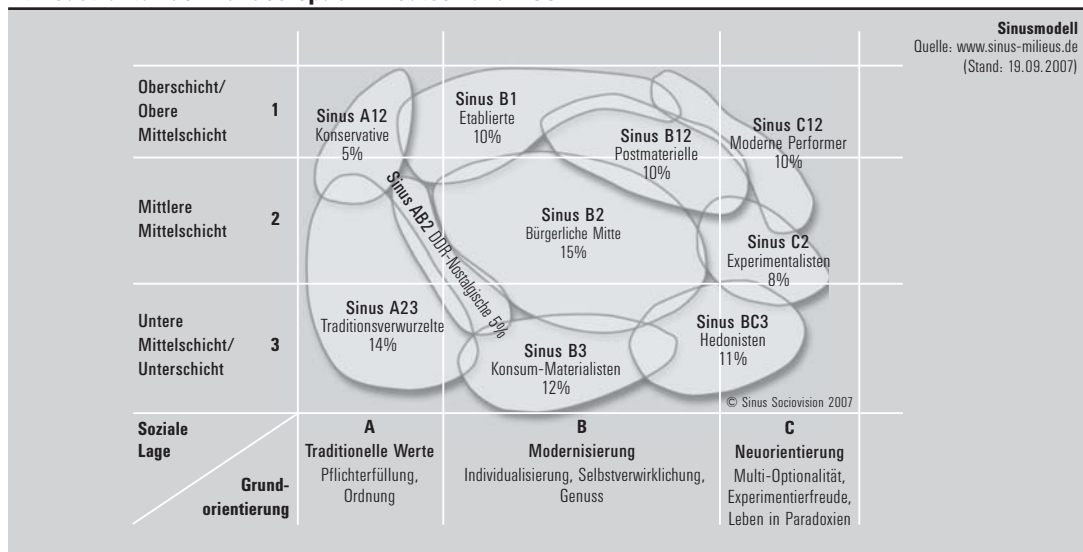 Sinusmodell
Quelle: www.sinus-milieus.de
(Stand: 19.09.2007)
Oberschicht/
Obere
Mittelschicht
1
Sinus A12
Konservative
5%
Sinus B1
Etablierte
10%
Sinus B12
Postmaterielle
10%
Sinus C12
Moderne Performer
10%
Mittlere
Mittelschicht
2
Sinus AB2 DDR-Nostalgische 5%
Sinus B2
Bürgerliche Mitte
15%
Sinus C2
Experimentalisten
8%
Untere
Mittelschicht/
Unterschicht
3
Sinus A23
Traditionsverwurzelte
14%
Sinus B3
Konsum-Materialisten
12%
Sinus BC3
Hedonisten
11%
© Sinus Sociovision 2007
Soziale
Lage
Grund-
orientierung
A
Traditionelle Werte
Pflichterfüllung,
Ordnung
B
Modernisierung
Individualisierung, Selbstverwirklichung,
Genuss
C
Neuorientierung
Multi-Optionalität,
Experimentierfreude,
Leben in Paradoxien